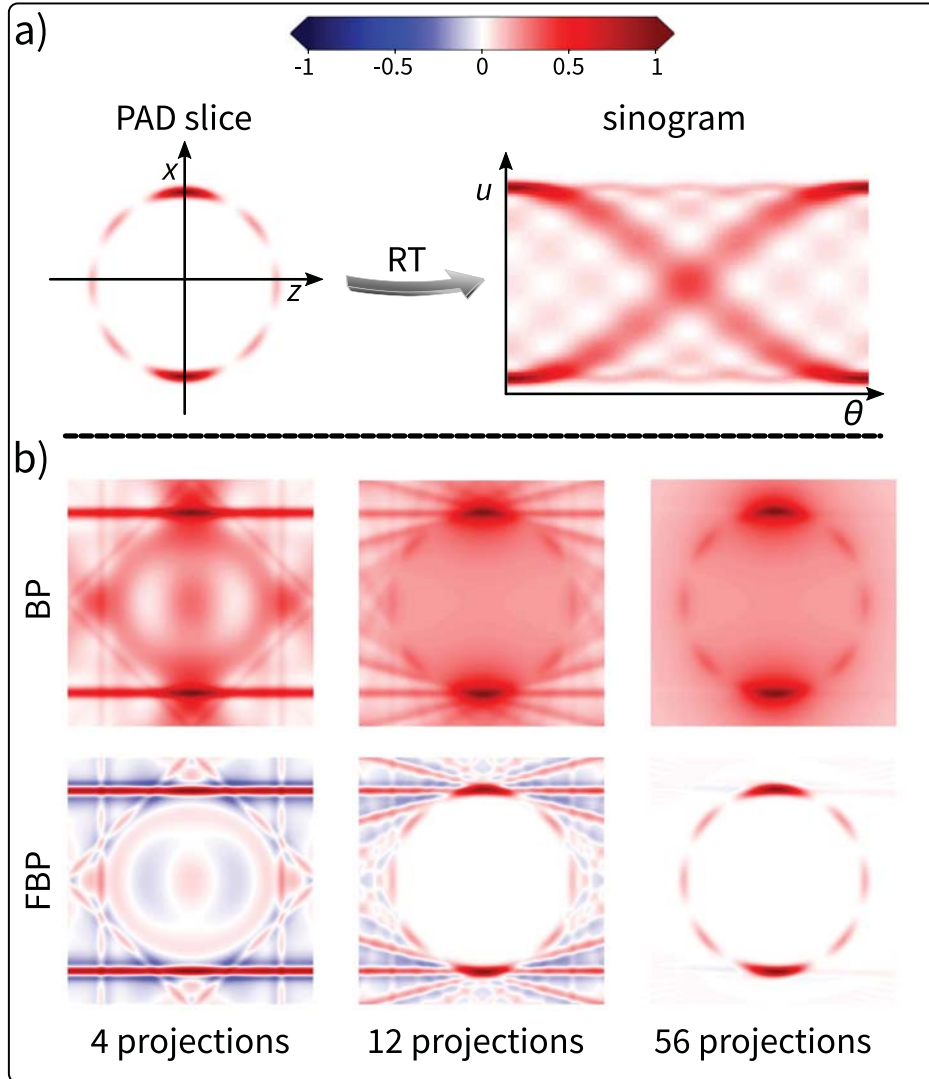 a)
-1 -0.5 0 0.5 1
PAD slice
sinogram
x
u
RT
z
θ
b)
BP
FBP
4 projections 12 projections 56 projections